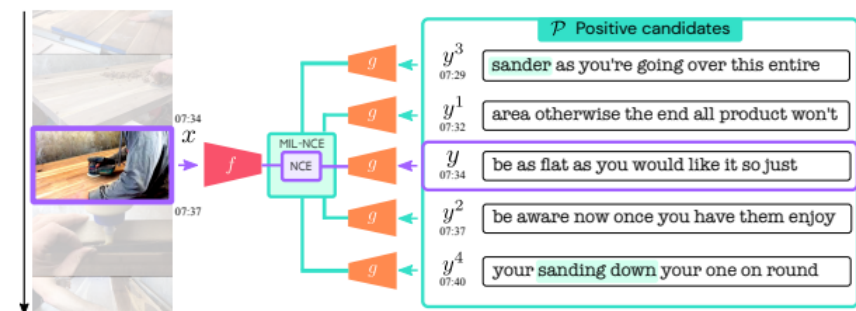 𝒫 Positive candidates
y³
07:29
g
sander as you're going over this entire
y¹
07:32
g
area otherwise the end all product won't
07:34
x
f
MIL-NCE
NCE
g
y
07:34
be as flat as you would like it so just
07:37
g
y²
07:37
be aware now once you have them enjoy
g
y⁴
07:40
your sanding down your one on round